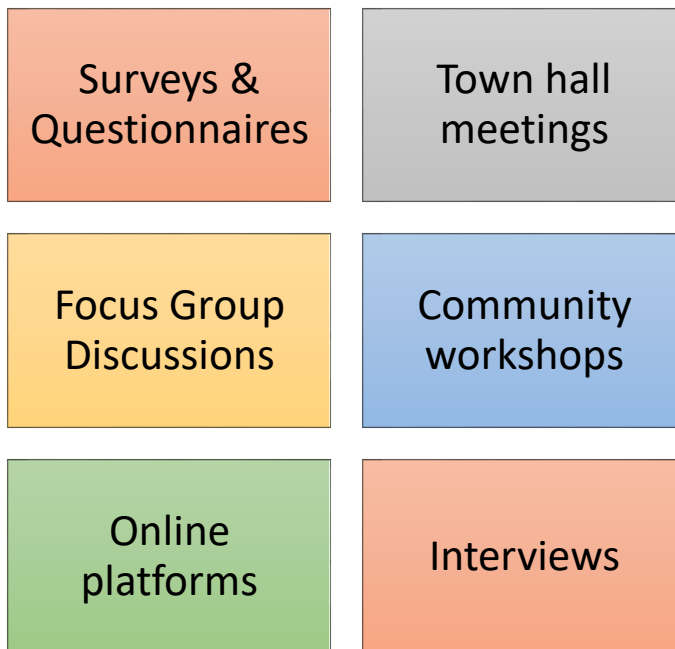 Surveys &
Questionnaires
Town hall
meetings
Focus Group
Discussions
Community
workshops
Online
platforms
Interviews